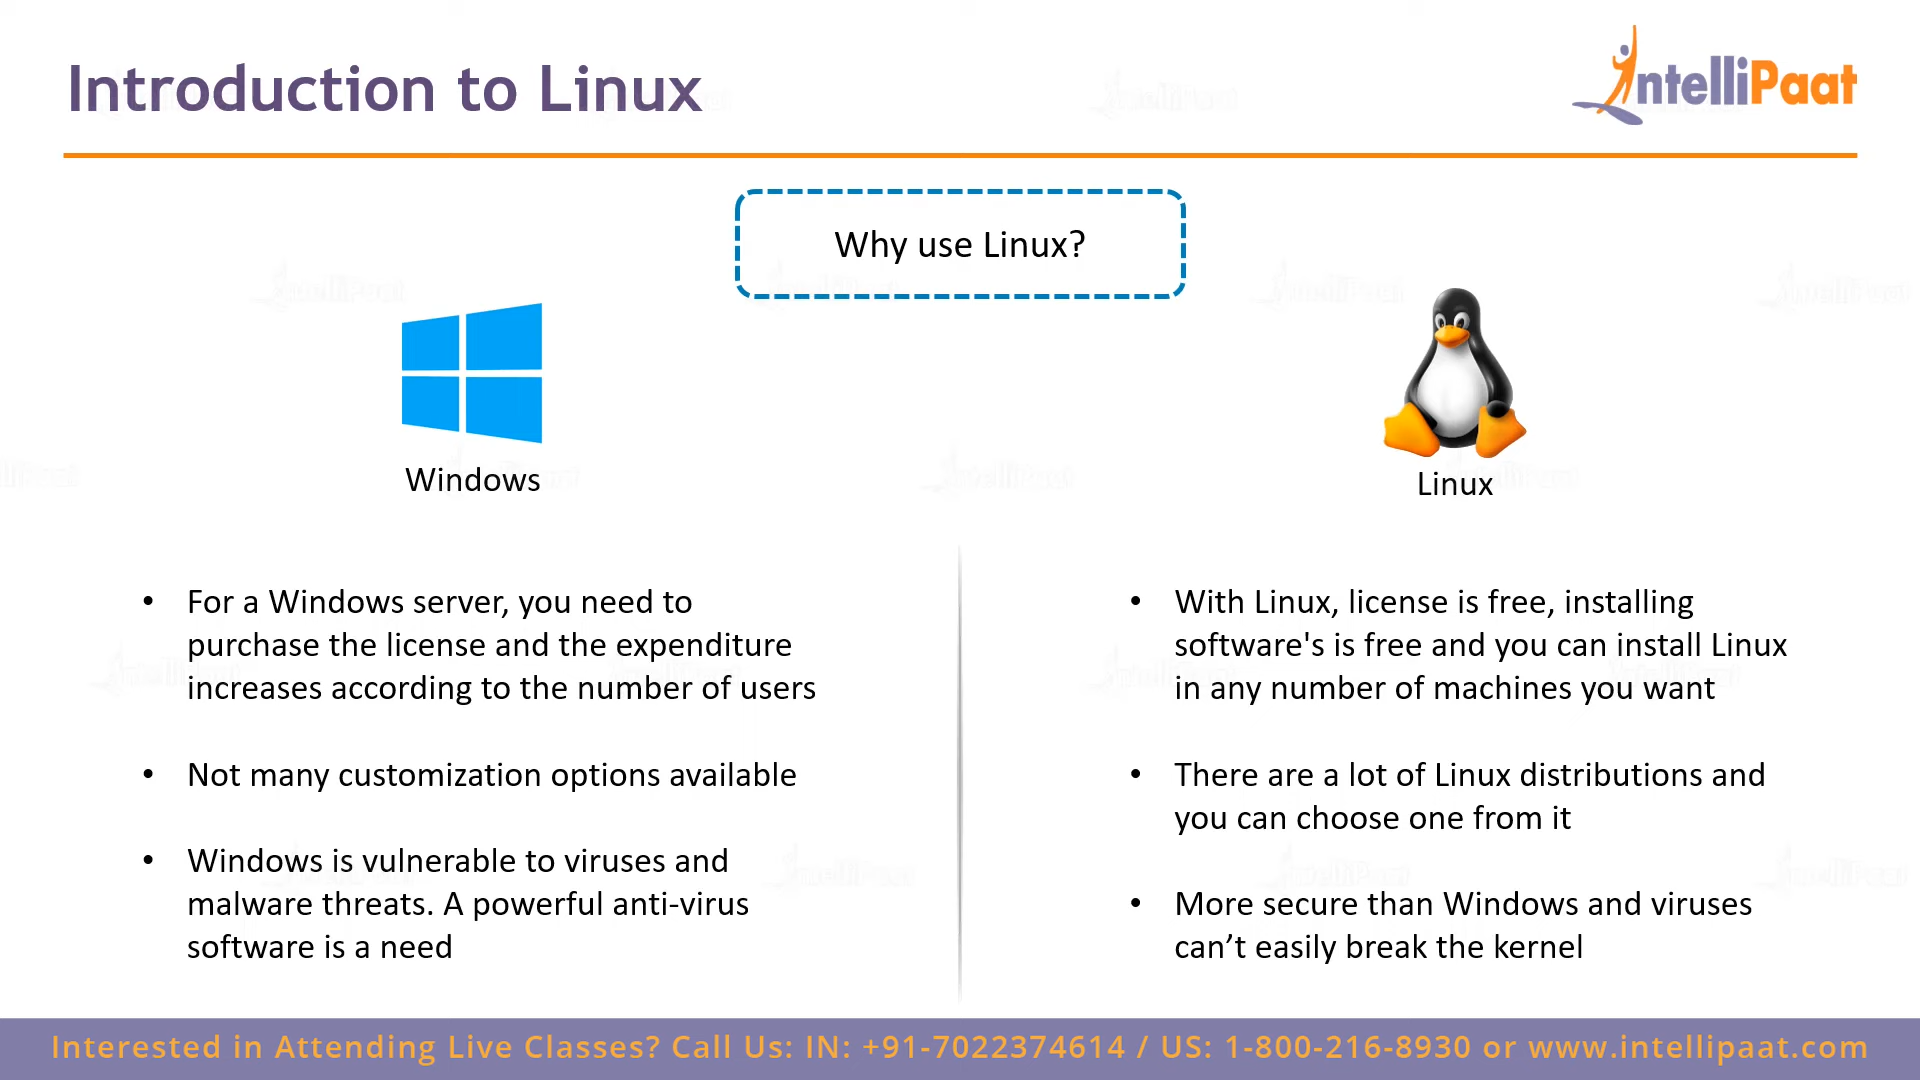 Introduction to Linux
IntelliPaat
Why use Linux?
Windows
Linux
• For a Windows server, you need to
purchase the license and the expenditure
increases according to the number of users
• Not many customization options available
• Windows is vulnerable to viruses and
malware threats. A powerful anti-virus
software is a need
• With Linux, license is free, installing
software's is free and you can install Linux
in any number of machines you want
• There are a lot of Linux distributions and
you can choose one from it
• More secure than Windows and viruses
can’t easily break the kernel
Interested in Attending Live Classes? Call Us: IN: +91-7022374614 / US: 1-800-216-8930 or www.intellipaat.com